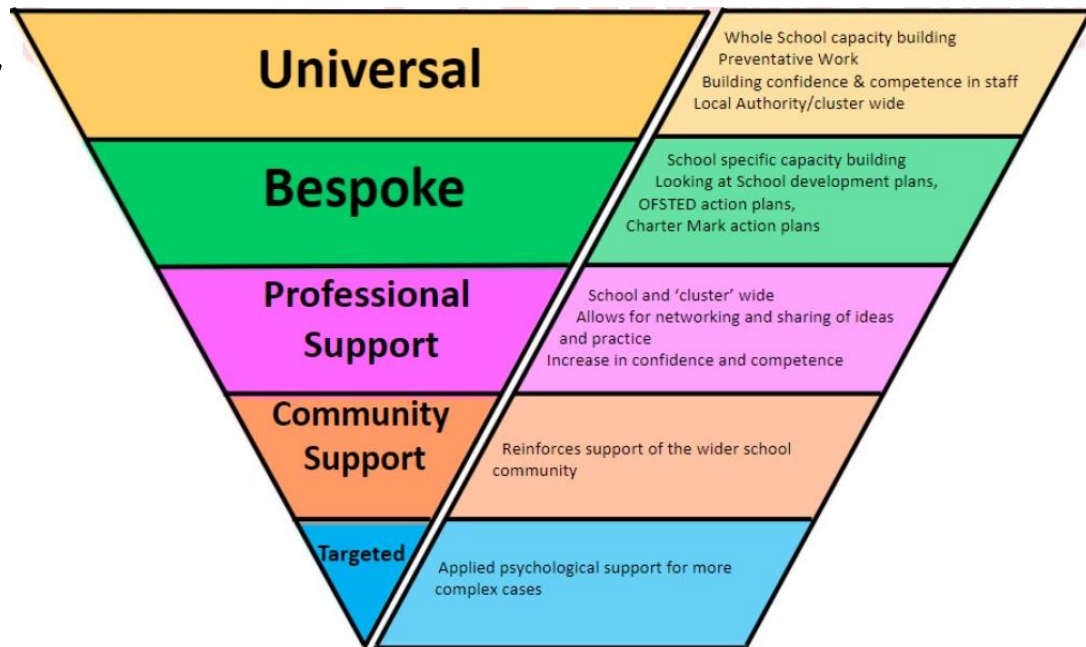 Universal
Whole School capacity building
Preventative Work
Building confidence & competence in staff
Local Authority/cluster wide
Bespoke
School specific capacity building
Looking at School development plans,
OFSTED action plans,
Charter Mark action plans
Professional
Support
School and ‘cluster’ wide
Allows for networking and sharing of ideas
and practice
Increase in confidence and competence
Community
Support
Reinforces support of the wider school
community
Targeted
Applied psychological support for more
complex cases